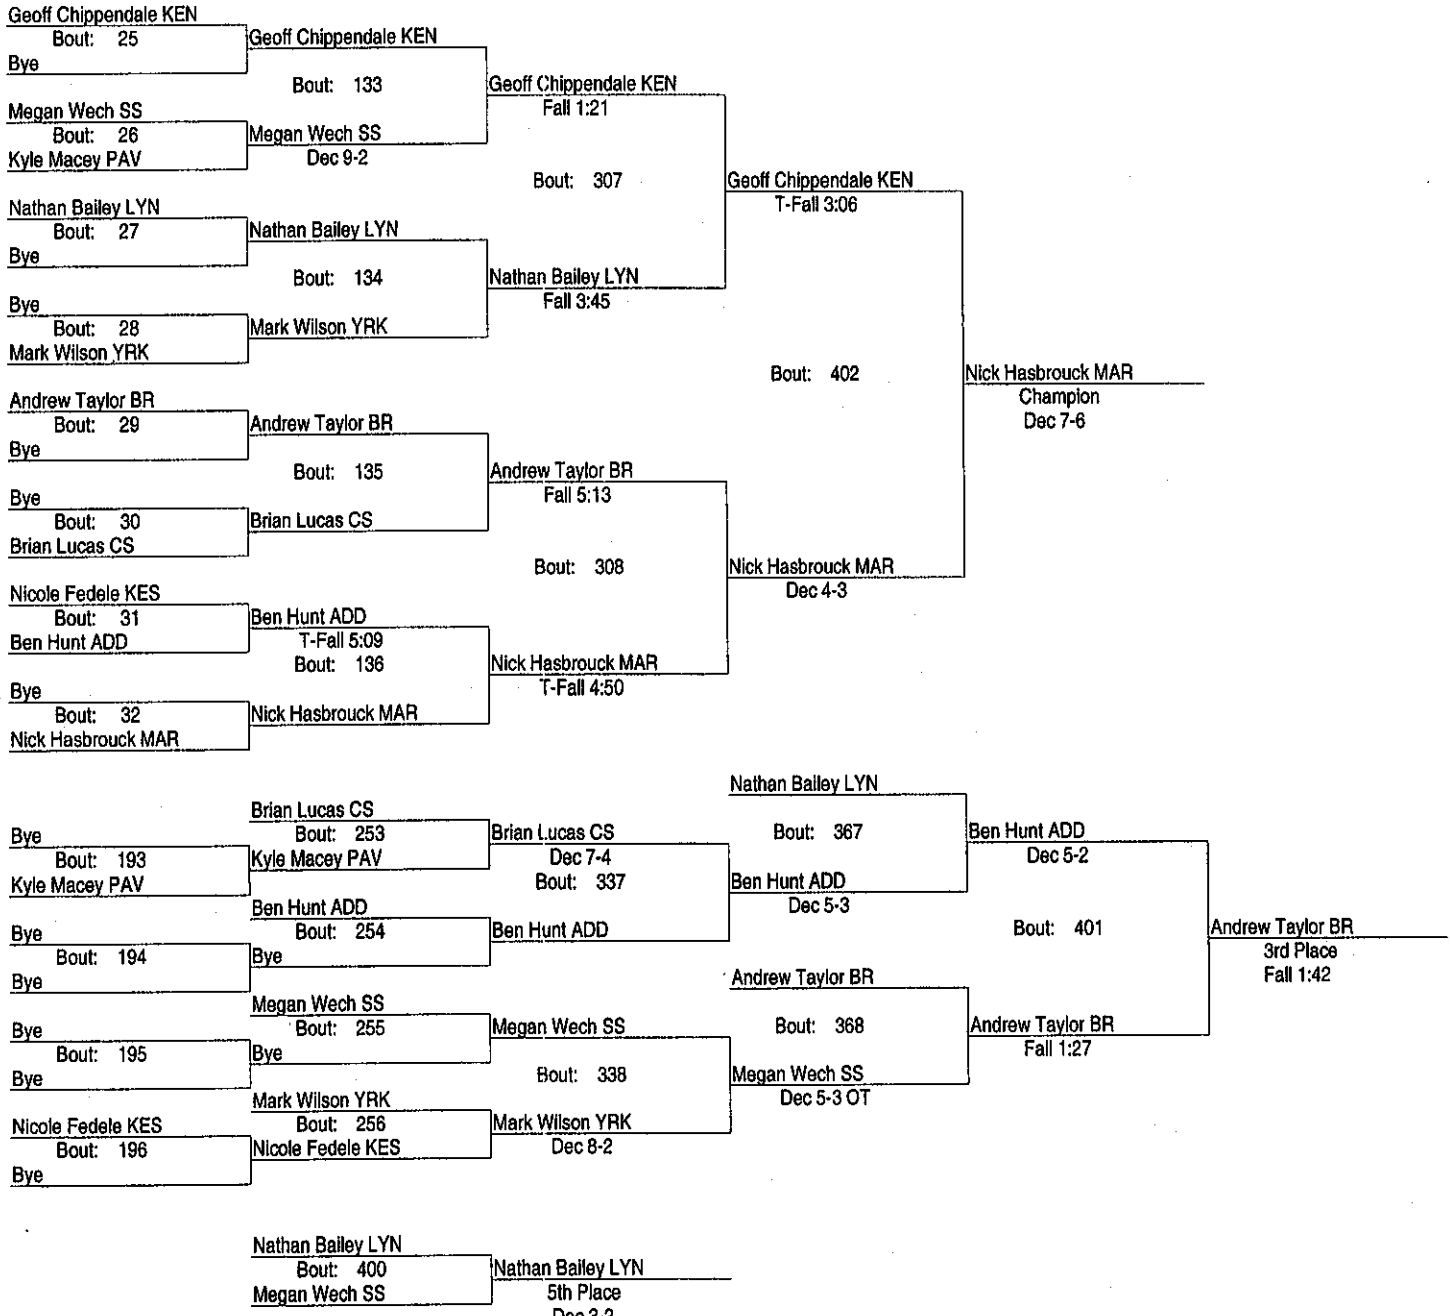 Geoff Chippendale KEN
Bout: 25
Bye
Geoff Chippendale KEN
Bout: 133
Megan Wech SS
Bout: 26
Kyle Macey PAV
Megan Wech SS
Dec 9-2
Geoff Chippendale KEN
Fall 1:21
Bout: 307
Nathan Bailey LYN
Bout: 27
Bye
Nathan Bailey LYN
Bout: 134
Bye
Bout: 28
Mark Wilson YRK
Mark Wilson YRK
Nathan Bailey LYN
Fall 3:45
Geoff Chippendale KEN
T-Fall 3:06
Bout: 402
Andrew Taylor BR
Bout: 29
Bye
Andrew Taylor BR
Bout: 135
Bye
Bout: 30
Brian Lucas CS
Brian Lucas CS
Andrew Taylor BR
Fall 5:13
Bout: 308
Nicole Fedele KES
Bout: 31
Ben Hunt ADD
Ben Hunt ADD
T-Fall 5:09
Bout: 136
Bye
Bout: 32
Nick Hasbrouck MAR
Nick Hasbrouck MAR
Nick Hasbrouck MAR
T-Fall 4:50
Nick Hasbrouck MAR
Dec 4-3
Nick Hasbrouck MAR
Champion
Dec 7-6
Bye
Bout: 193
Kyle Macey PAV
Brian Lucas CS
Bout: 253
Kyle Macey PAV
Brian Lucas CS
Dec 7-4
Bout: 337
Bye
Bout: 194
Bye
Ben Hunt ADD
Bout: 254
Bye
Ben Hunt ADD
Nathan Bailey LYN
Bout: 367
Ben Hunt ADD
Dec 5-3
Ben Hunt ADD
Dec 5-2
Bout: 401
Bye
Bout: 195
Bye
Megan Wech SS
Bout: 255
Bye
Megan Wech SS
Bout: 338
Nicole Fedele KES
Bout: 196
Bye
Mark Wilson YRK
Bout: 256
Nicole Fedele KES
Mark Wilson YRK
Dec 8-2
Andrew Taylor BR
Bout: 368
Megan Wech SS
Dec 5-3 OT
Andrew Taylor BR
Fall 1:27
Andrew Taylor BR
3rd Place
Fall 1:42
Nathan Bailey LYN
Bout: 400
Megan Wech SS
Nathan Bailey LYN
5th Place